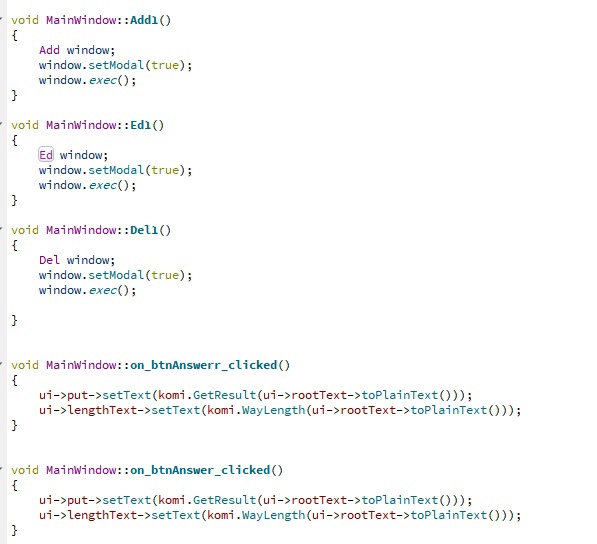 void MainWindow::Add1()
{
    Add window;
    window.setModal(true);
    window.exec();
}
void MainWindow::Ed1()
{
    Ed window;
    window.setModal(true);
    window.exec();
}
void MainWindow::Del1()
{
    Del window;
    window.setModal(true);
    window.exec();
}
void MainWindow::on_btnAnswerr_clicked()
{
    ui->put->setText(komi.GetResult(ui->rootText->toPlainText()));
    ui->lengthText->setText(komi.WayLength(ui->rootText->toPlainText()));
}
void MainWindow::on_btnAnswer_clicked()
{
    ui->put->setText(komi.GetResult(ui->rootText->toPlainText()));
    ui->lengthText->setText(komi.WayLength(ui->rootText->toPlainText()));
}